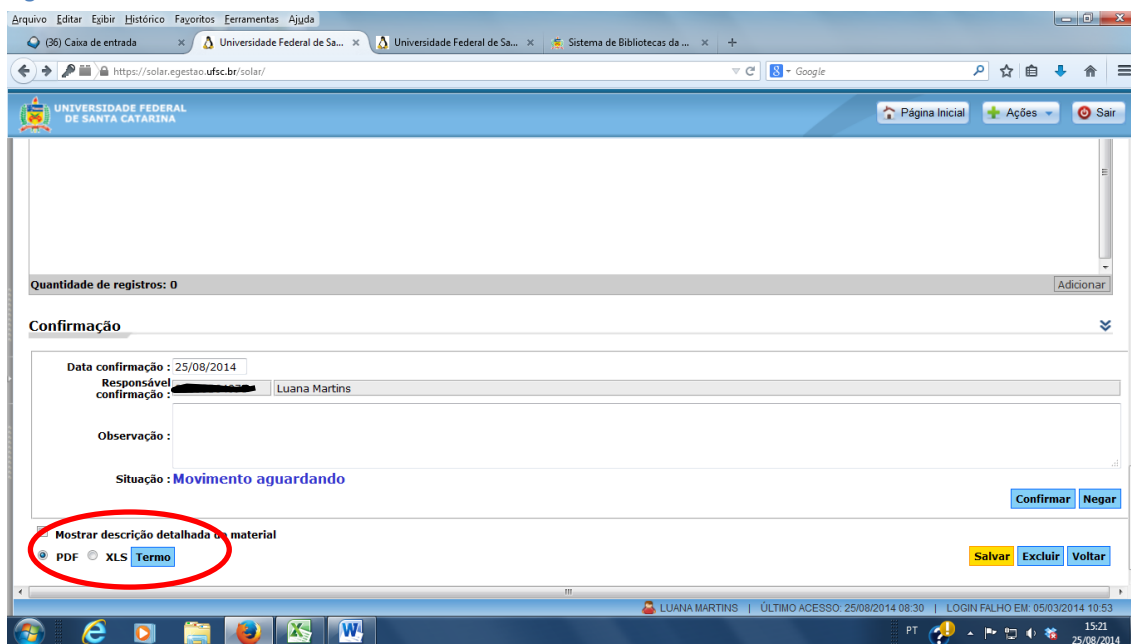 Arquivo Editar Exibir Histórico Favoritos Ferramentas Ajuda
(36) Caixa de entrada × Universidade Federal de Sa... × Universidade Federal de Sa... × Sistema de Bibliotecas da ... × +
https://solar.egestao.ufsc.br/solar/ Google
UNIVERSIDADE FEDERAL
DE SANTA CATARINA
Página Inicial Ações Sair
Quantidade de registros: 0 Adicionar
Confirmação
Data confirmação : 25/08/2014
Responsável
confirmação : Luana Martins
Observação :
Situação : Movimento aguardando
Confirmar Negar
Mostrar descrição detalhada do material
PDF XLS Termo Salvar Excluir Voltar
LUANA MARTINS | ÚLTIMO ACESSO: 25/08/2014 08:30 | LOGIN FALHO EM: 05/03/2014 10:53
PT 15:21
25/08/2014